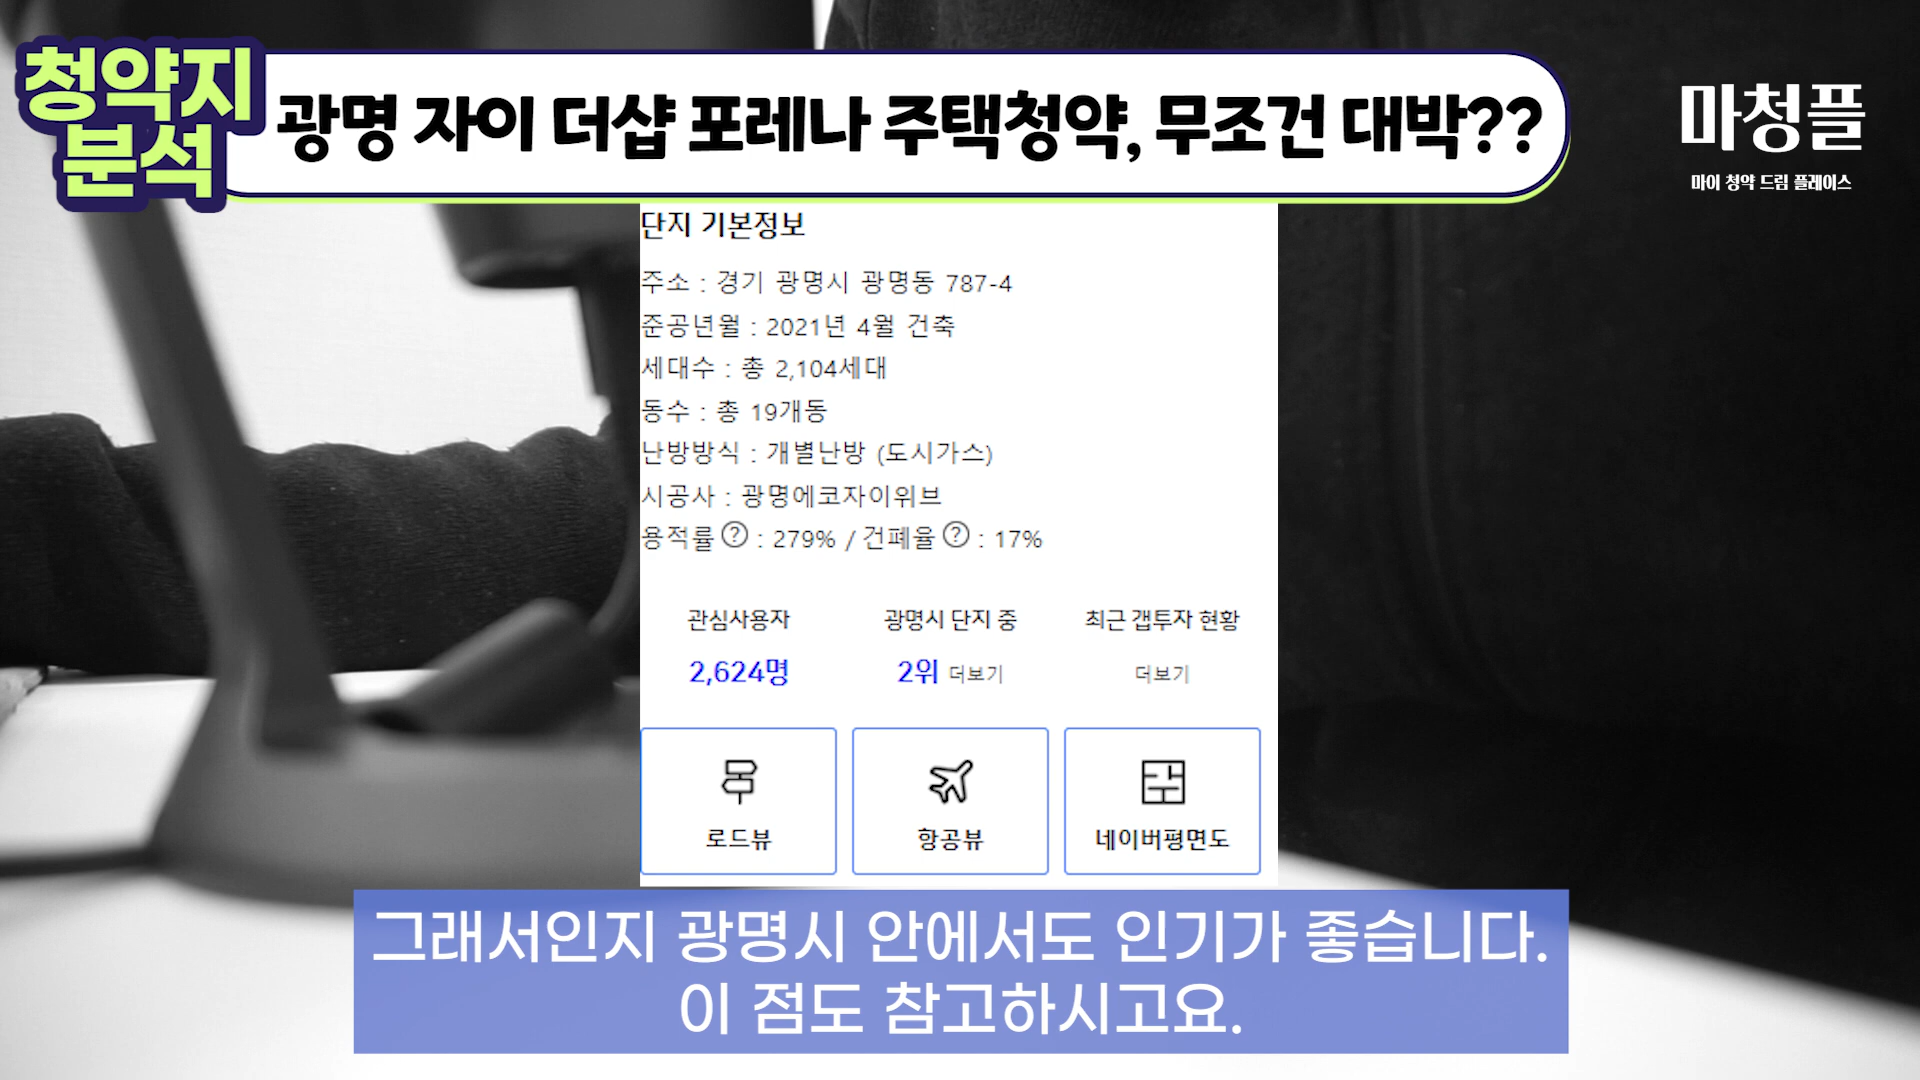 청약지
분석
광명 자이 더샵 포레나 주택청약, 무조건 대박??
마청플
마이 청약 드림 플레이스
단지 기본정보
주소 : 경기 광명시 광명동 787-4
준공년월 : 2021년 4월 건축
세대수 : 총 2,104세대
동수 : 총 19개동
난방방식 : 개별난방 (도시가스)
시공사 : 광명에코자이위브
용적률 ? : 279% / 건폐율 ? : 17%
관심사용자 광명시 단지 중 최근 갭투자 현황
2,624명 2위 더보기 더보기
로드뷰 항공뷰 네이버평면도
그래서인지 광명시 안에서도 인기가 좋습니다.
이 점도 참고하시고요.